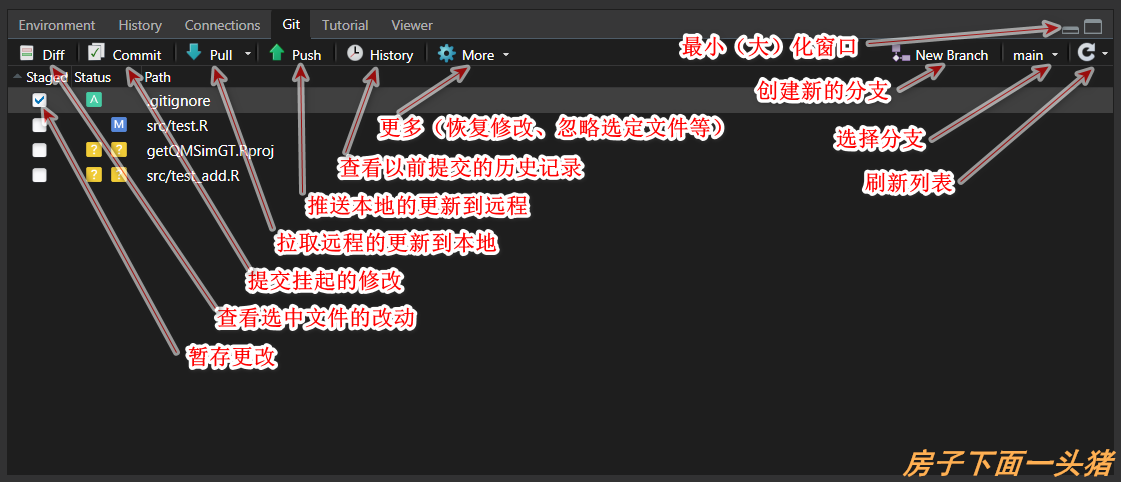 Environment History Connections Git Tutorial Viewer
最小（大）化窗口
Diff Commit Pull Push History More New Branch main
Staged Status Path
创建新的分支
A .gitignore
更多（恢复修改、忽略选定文件等）
M src/test.R
选择分支
? ? getQMSimGT.Rproj
查看以前提交的历史记录
? ? src/test_add.R
刷新列表
推送本地的更新到远程
拉取远程的更新到本地
提交挂起的修改
查看选中文件的改动
暂存更改
房子下面一头猪